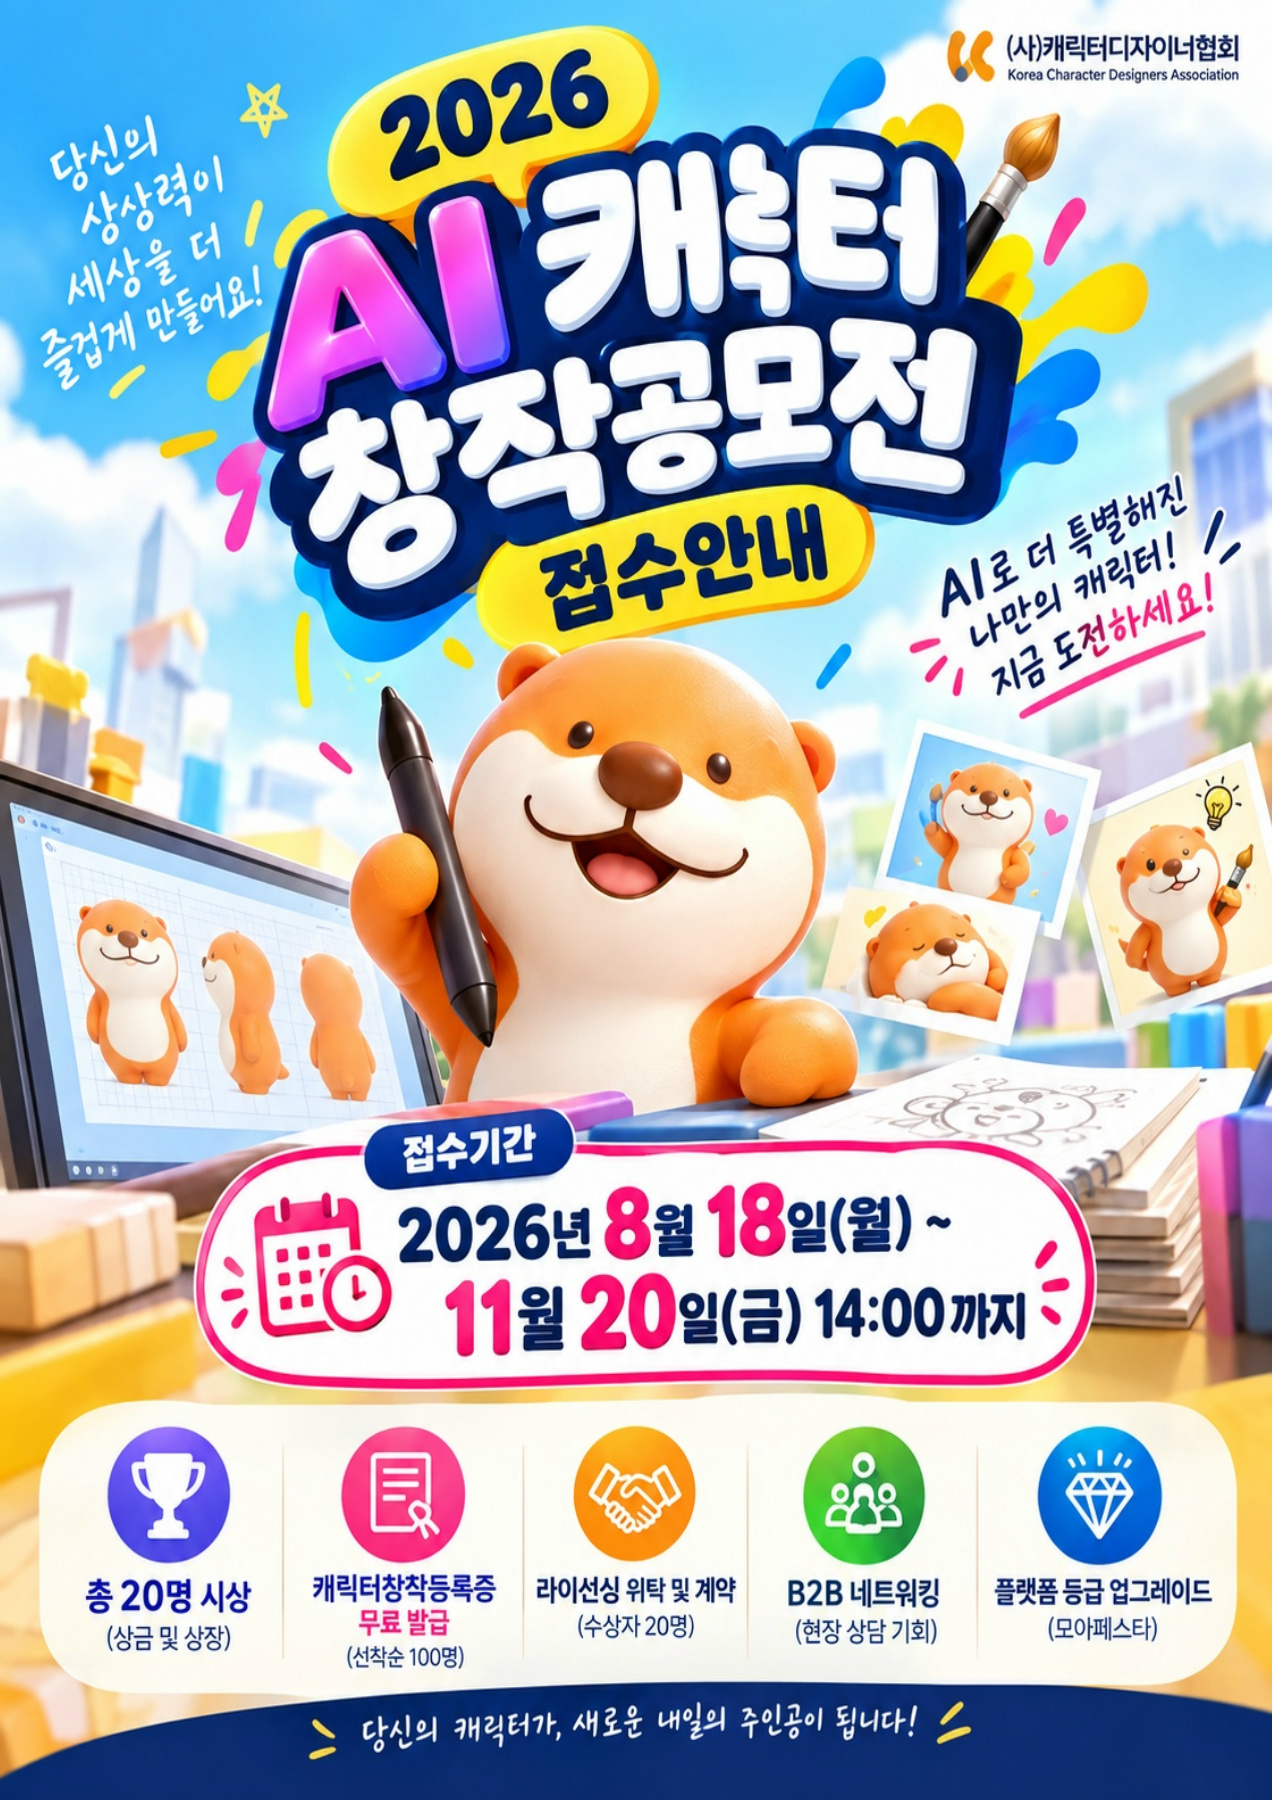 (사)캐릭터디자이너협회
Korea Character Designers Association
당신의
상상력이
세상을 더
즐겁게 만들어요!
2026
AI 캐릭터
창작공모전
접수안내
AI로 더 특별해진
나만의 캐릭터!
지금 도전하세요!
접수기간
2026년 8월 18일(월) ~
11월 20일(금) 14:00까지
총 20명 시상
(상금 및 상장)
캐릭터창착등록증
무료 발급
(선착순 100명)
라이선싱 위탁 및 계약
(수상자 20명)
B2B 네트워킹
(현장 상담 기회)
플랫폼 등급 업그레이드
(모아페스타)
당신의 캐릭터가, 새로운 내일의 주인공이 됩니다!